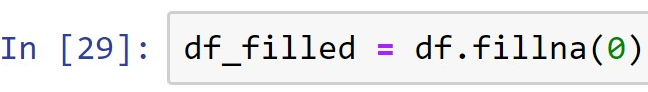 In [29]: df_filled = df.fillna(0)